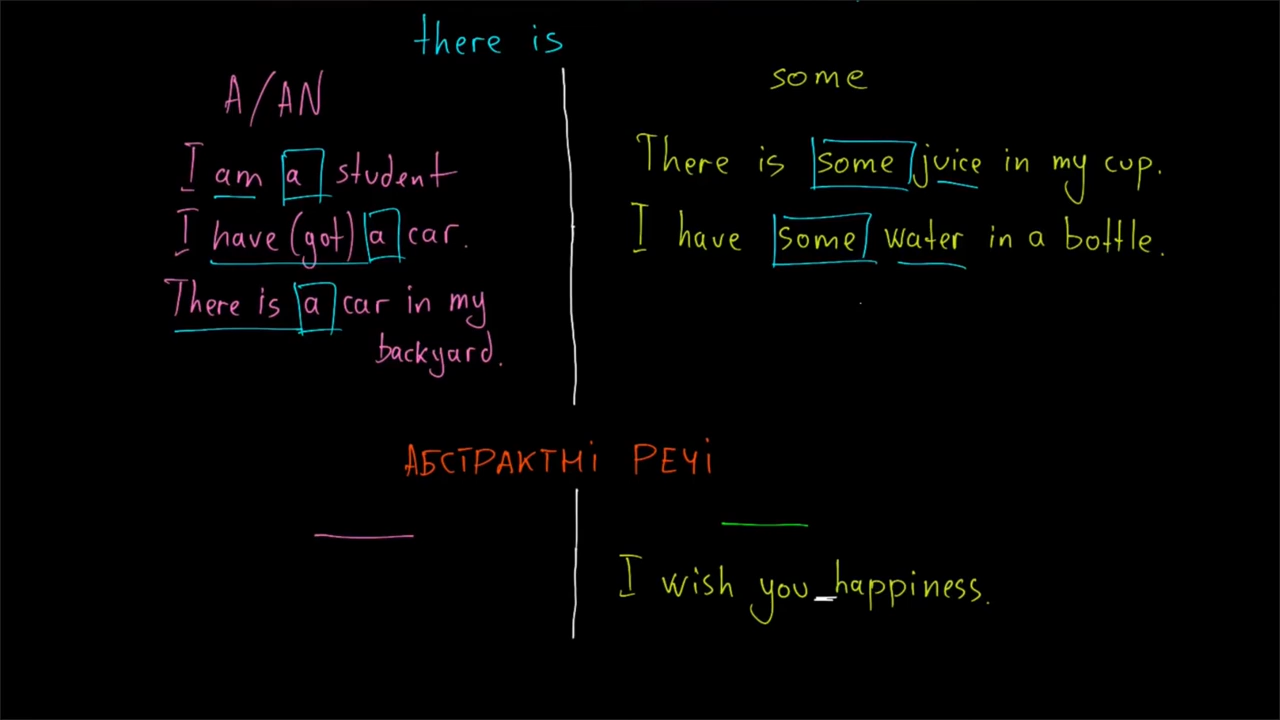 there is
A/AN
I am a student
I have (got) a car.
There is a car in my
backyard.
some
There is some juice in my cup.
I have some water in a bottle.
АБСТРАКТНІ РЕЧІ
I wish you _happiness.